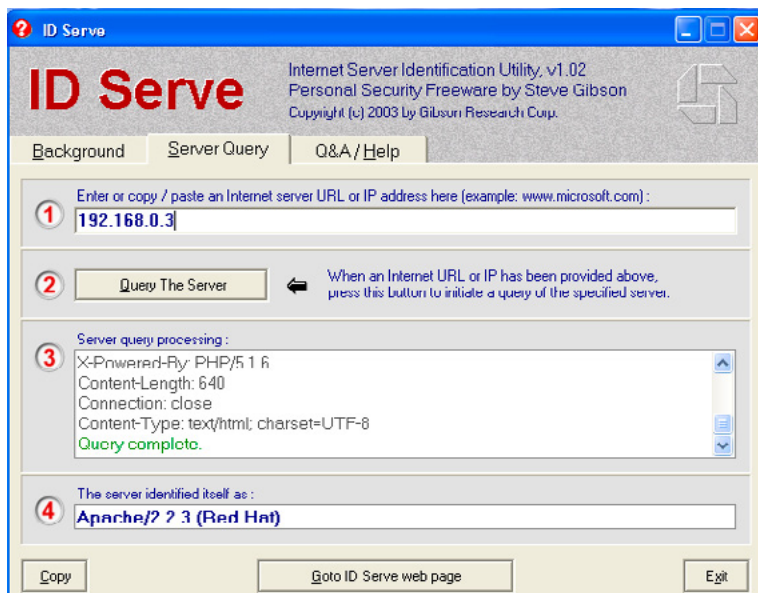 ID Serve
ID Serve
Internet Server Identification Utility, v1.02
Personal Security Freeware by Steve Gibson
Copyright (c) 2003 by Gibson Research Corp.
Background
Server Query
Q&A / Help
Enter or copy / paste an Internet server URL or IP address here (example: www.microsoft.com) :
1
192.168.0.3
2
Query The Server
When an Internet URL or IP has been provided above,
press this button to initiate a query of the specified server.
Server query processing :
3
X-Powered-By: PHP/5.1.6
Content-Length: 640
Connection: close
Content-Type: text/html; charset=UTF-8
Query complete.
The server identified itself as :
4
Apache/2.2.3 (Red Hat)
Copy
Goto ID Serve web page
Exit